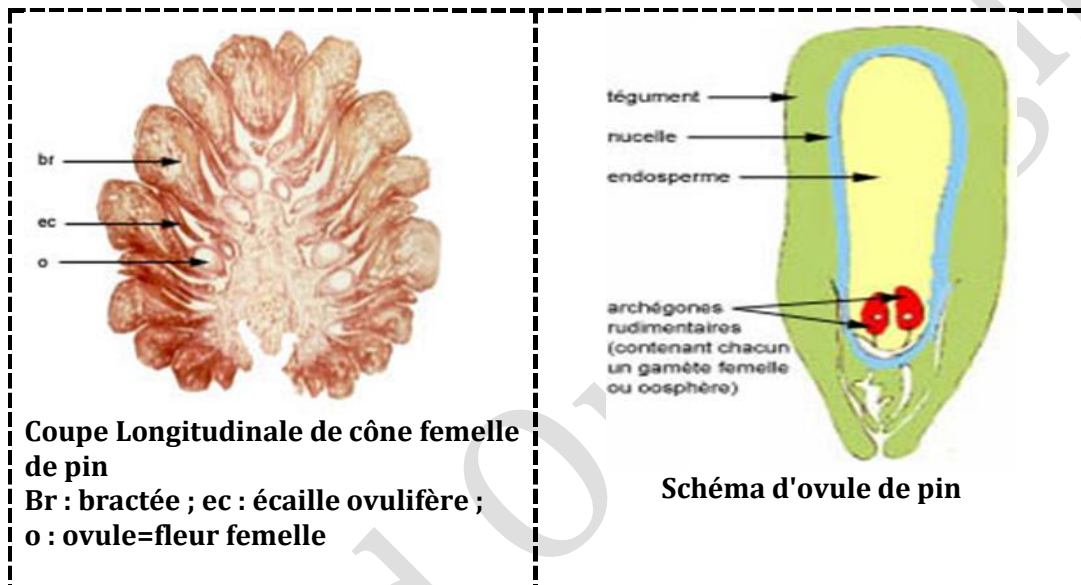 br
ec
o
Coupe Longitudinale de cône femelle
de pin
Br : bractée ; ec : écaille ovulifère ;
o : ovule=fleur femelle
tégument
nucelle
endosperme
archégones
rudimentaires
(contenant chacun
un gamète femelle
ou oosphère)
Schéma d'ovule de pin